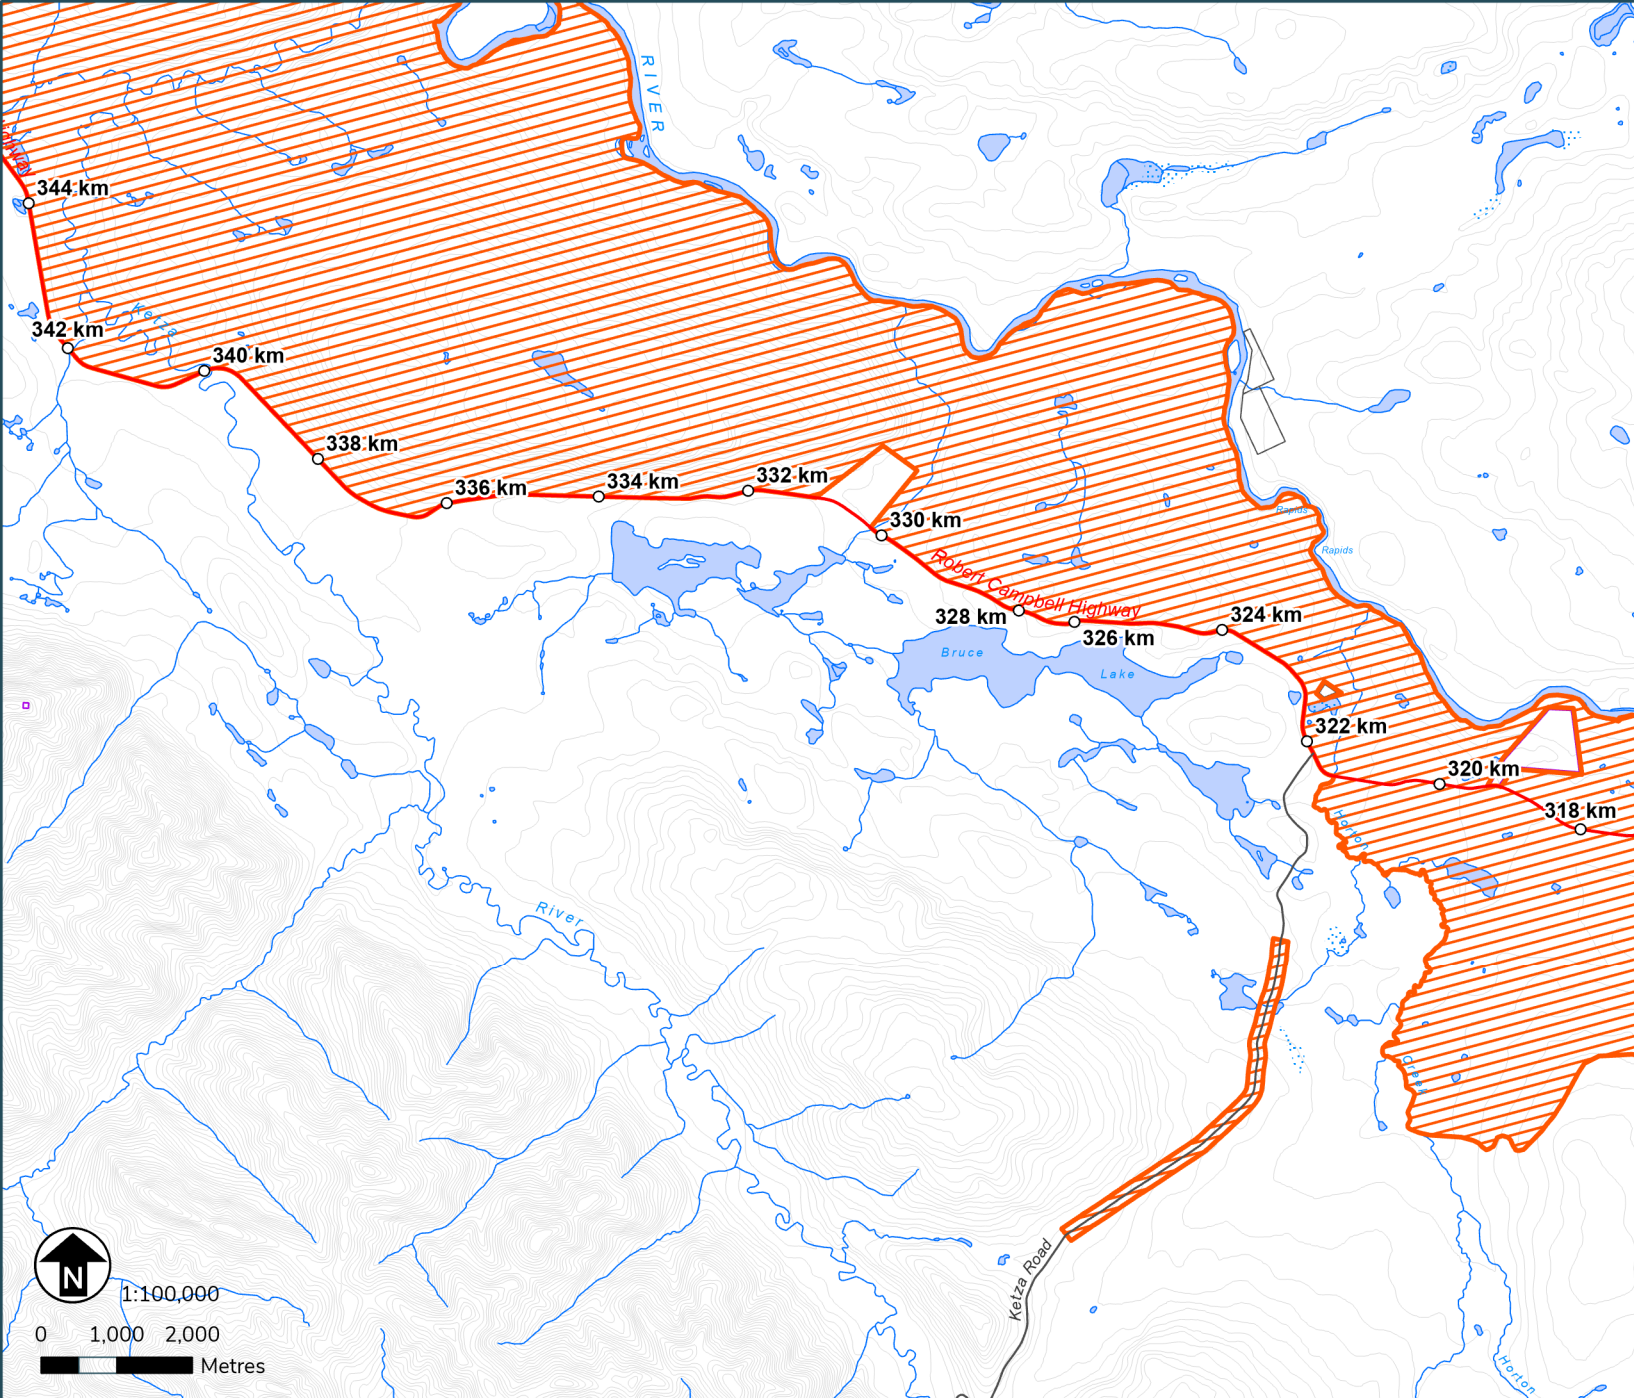 RIVER
ighway
344 km
Ketza
342 km
340 km
338 km
336 km
334 km
332 km
330 km
Rapids
Rapids
Robert Campbell Highway
328 km
326 km
324 km
Bruce
Lake
322 km
320 km
318 km
Horton
River
Creek
Ketza Road
N
1:100,000
0 1,000 2,000
Metres
Horton